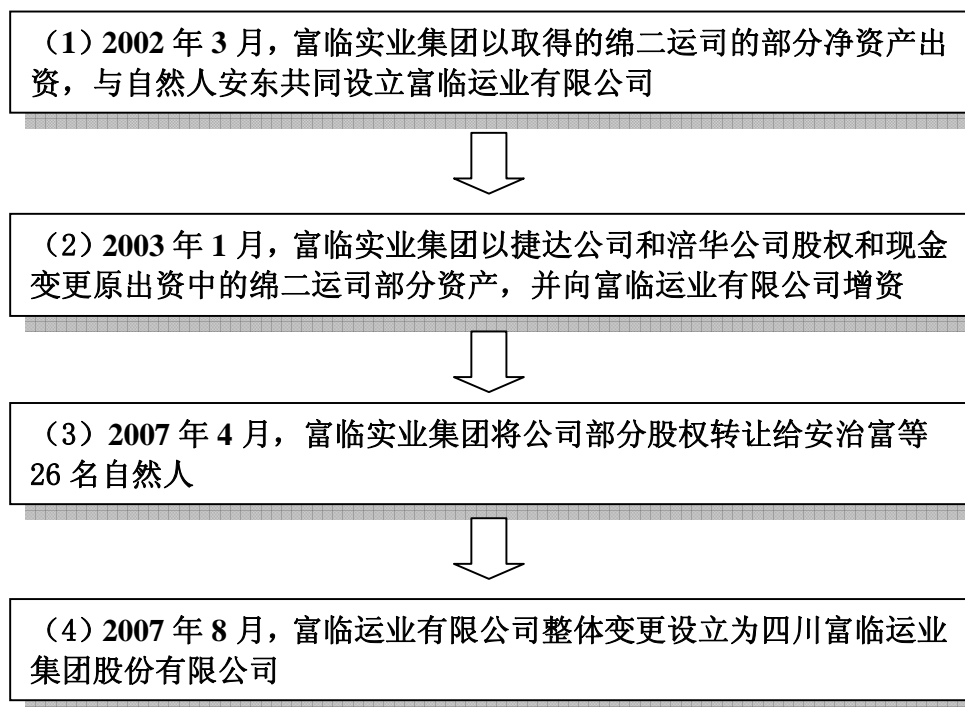 （1）2002 年 3 月，富临实业集团以取得的绵二运司的部分净资产出
资，与自然人安东共同设立富临运业有限公司
（2）2003 年 1 月，富临实业集团以捷达公司和涪华公司股权和现金
变更原出资中的绵二运司部分资产，并向富临运业有限公司增资
（3）2007 年 4 月，富临实业集团将公司部分股权转让给安治富等
26 名自然人
（4）2007 年 8 月，富临运业有限公司整体变更设立为四川富临运业
集团股份有限公司